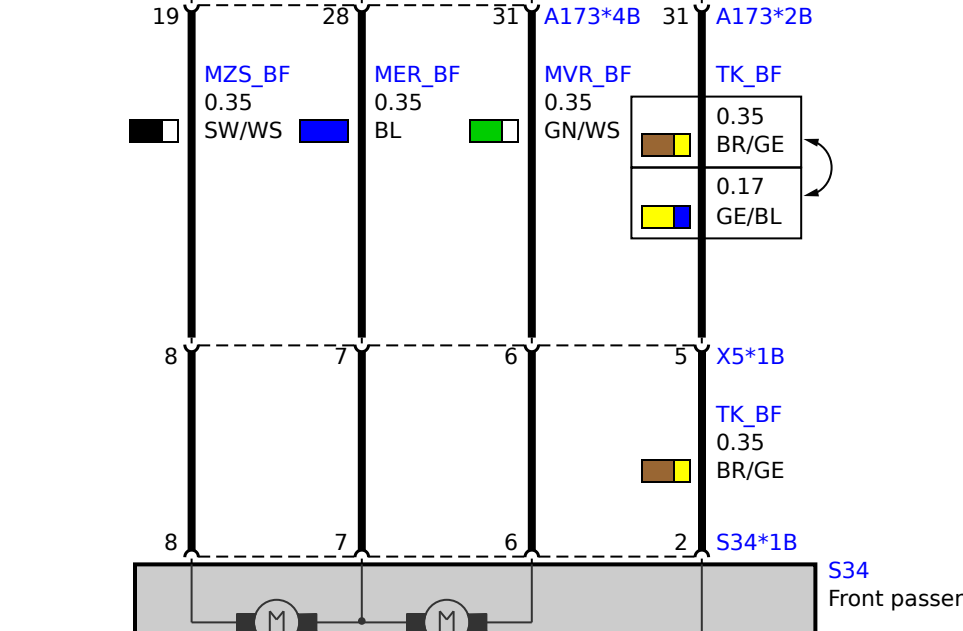 19 28 31 A173*4B 31 A173*2B
MZS_BF MER_BF MVR_BF TK_BF
0.35 0.35 0.35 0.35
SW/WS BL GN/WS BR/GE
0.17
GE/BL
8 7 6 5 X5*1B
TK_BF
0.35
BR/GE
8 7 6 2 S34*1B
S34
Front passer
M M